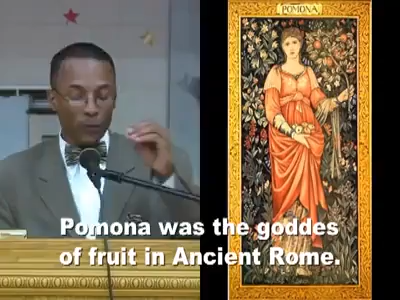 POMONA
Pomona was the goddes
of fruit in Ancient Rome.